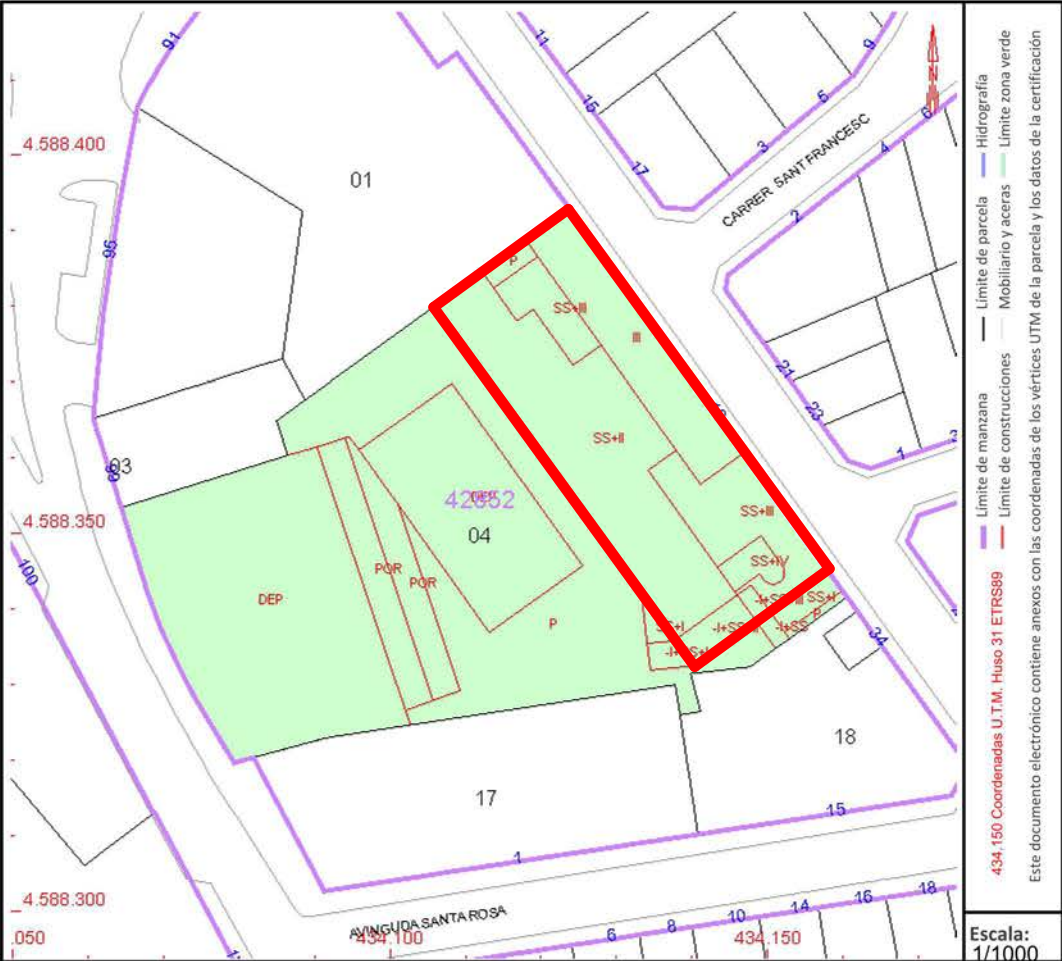 91
11
15
17
9
5
3
6
4
2
CARRER SANT FRANCESC
4.588.400
01
95
P
SS+III
III
SS+II
21
23
1
03
42652
04
4.588.350
SS+III
SS+IV
POR
POR
DEP
P
100
SS+I
P
-I+SS
SS+I
34
18
17
15
1
4.588.300
AVINGUDA SANTA ROSA
.050
434.100
434.150
6
8
10
14
16
18
Límite de manzana
Límite de parcela
Hidrografía
Límite de construcciones
Mobiliario y aceras
Límite zona verde
434,150 Coordenadas U.T.M. Huso 31 ETRS89
Este documento electrónico contiene anexos con las coordenadas de los vértices UTM de la parcela y los datos de la certificación
Escala:
1/1000